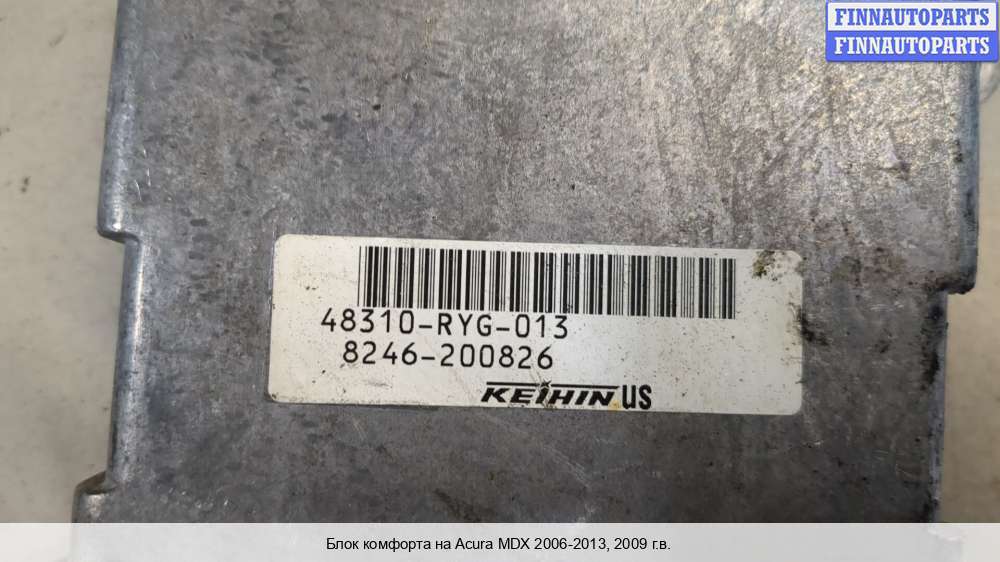 FINNAUTOPARTS
FINNAUTOPARTS
48310-RYG-013
8246-200826
KEIHIN US
Блок комфорта на Acura MDX 2006-2013, 2009 г.в.